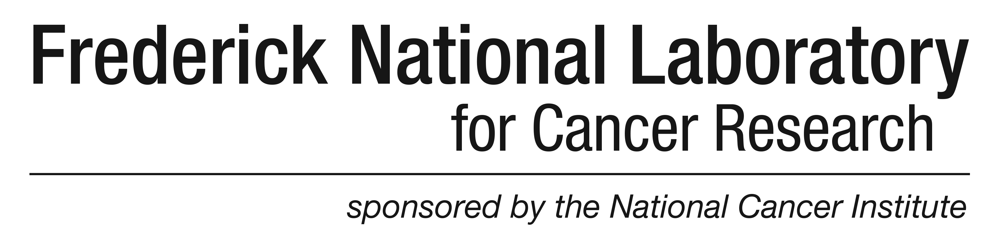 Frederick National Laboratory
for Cancer Research
sponsored by the National Cancer Institute